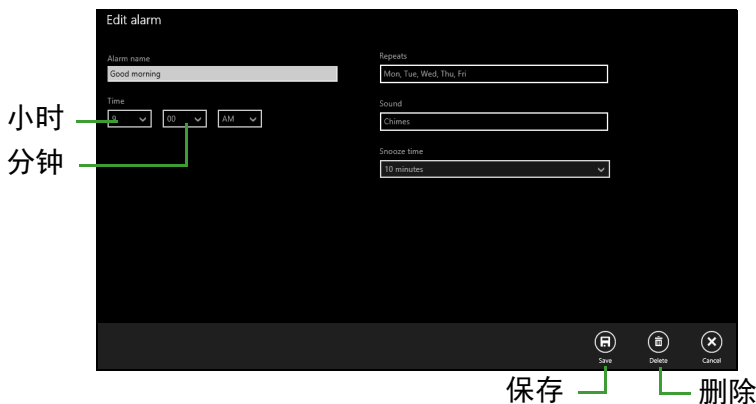 Edit alarm
Alarm name
Good morning
Time
9 00 AM
Repeats
Mon, Tue, Wed, Thu, Fri
Sound
Chimes
Snooze time
10 minutes
小时
分钟
Save Delete Cancel
保存 删除